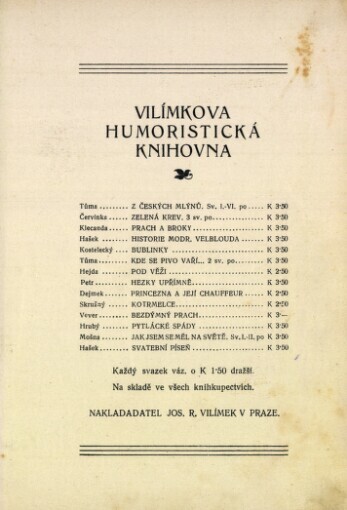 VILÍMKOVA
HUMORISTICKÁ
KNIHOVNA
Tůma ......... Z ČESKÝCH MLÝNŮ, Sv. I.-VI. po ..... K 3·50
Červinka ...... ZELENÁ KREV, 3 sv. po .............. K 3·50
Klecanda ...... PRACH A BROKY ..................... K 3·50
Hašek ......... HISTORIE MODR. VELBLOUDA ........ K 3·50
Kostelecký .... BUBLINKY ........................... K 3·50
Tůma ......... KDE SE PIVO VAŘÍ... 2 sv. po ........ K 3·50
Hejda ......... POD VĚŽÍ ........................... K 2·50
Petr ........... HEZKY UPŘÍMNĚ ..................... K 3·50
Dejmek ........ PRINCEZNA A JEJÍ CHAUFFEUR ....... K 2·50
Skružný ....... KOTRMELCE ......................... K 2·50
Vever .......... BEZDÝMNÝ PRACH ................... K 3·—
Hrubý ......... PYTLÁCKÉ SPÁDY .................... K 3·50
Mošna ......... JAK JSEM SE MĚL NA SVĚTĚ. Sv. I.-II. po K 3·50
Hašek ......... SVATEBNÍ PÍSEŇ ..................... K 3·50
Každý svazek váz. o K 1·50 dražší.
Na skladě ve všech knihkupectvích.
NAKLADADATEL JOS. R. VILÍMEK V PRAZE.